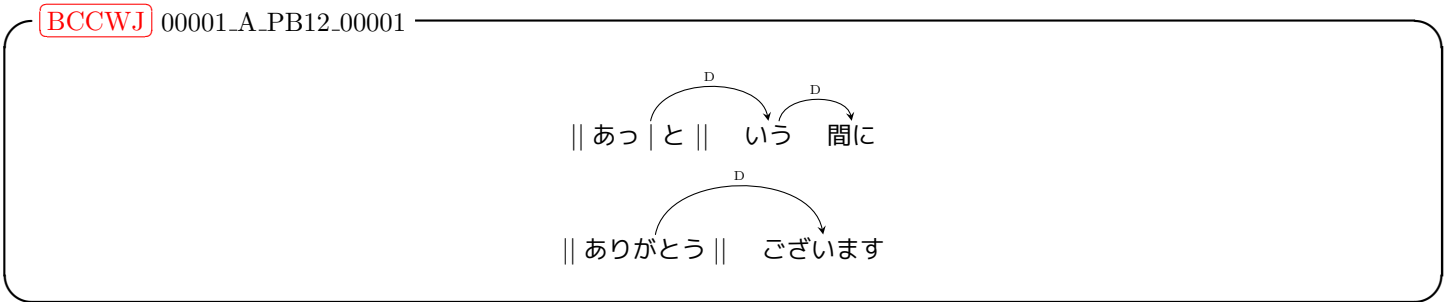 BCCWJ 00001_A_PB12_00001
D D
|| あっ | と || いう 間に
D
|| ありがとう || ございます